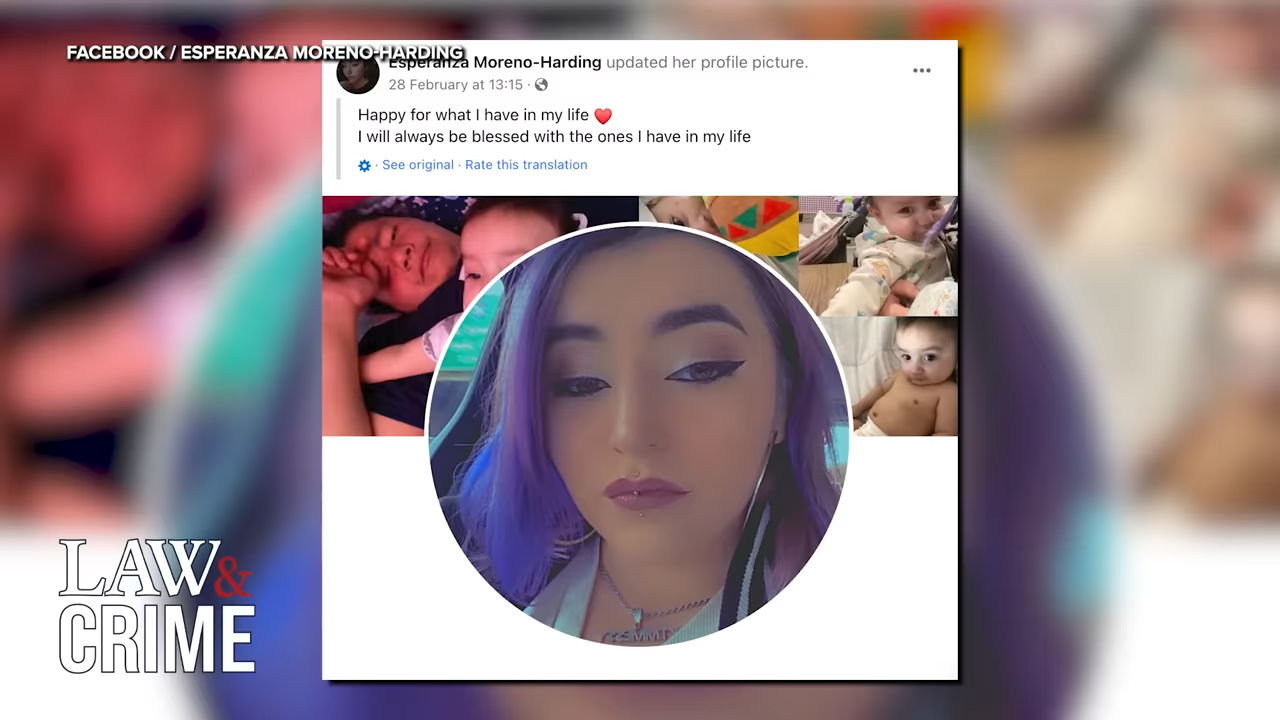 FACEBOOK / ESPERANZA MORENO-HARDING
Esperanza Moreno-Harding updated her profile picture.
28 February at 13:15 ·
Happy for what I have in my life ❤️
I will always be blessed with the ones I have in my life
· See original · Rate this translation
LAW&
CRIME